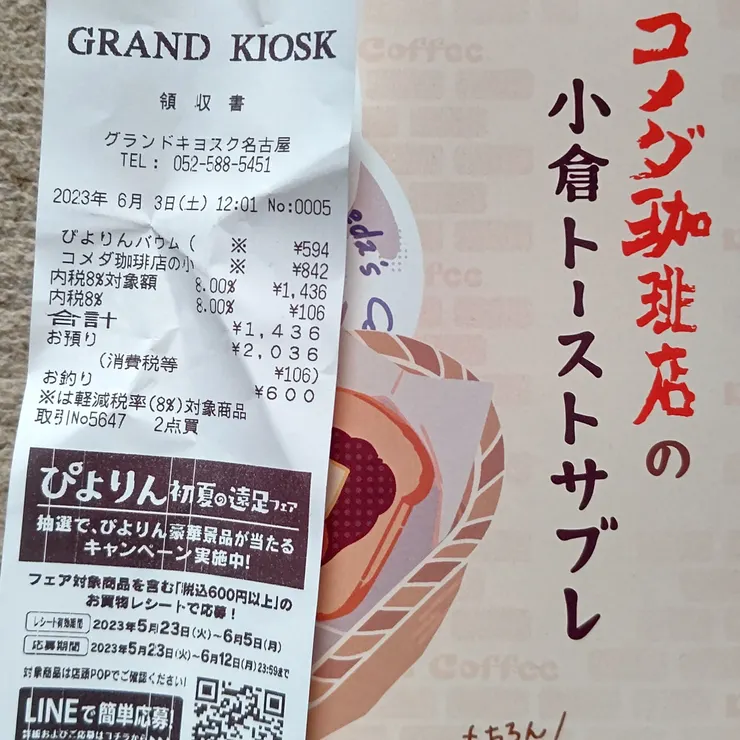 GRAND KIOSK
領収書
グランドキヨスク名古屋
TEL: 052-588-5451
2023年 6月 3日(土) 12:01 No:0005
ぴよりんバウム( ※ ¥594
コメダ珈琲店の小 ※ ¥842
内税8%対象額 8.00% ¥1,436
内税8% 8.00% ¥106
合計 ¥1,436
お預り ¥2,036
(消費税等 ¥106)
お釣り ¥600
※は軽減税率(8%)対象商品
取引No5647 2点買
ぴよりん初夏の遠足フェア
抽選で、ぴよりん豪華景品が当たる
キャンペーン実施中!
フェア対象商品を含む「税込600円以上」の
お買物レシートで応募!
レシート有効期間 2023年5月23日(火)~6月5日(月)
応募期間 2023年5月23日(火)~6月12日(月)23:59まで
対象商品は店頭POPでご確認ください!
LINEで簡単応募!
コメダ珈琲店の
小倉トーストサブレ
Coffee
Coffee